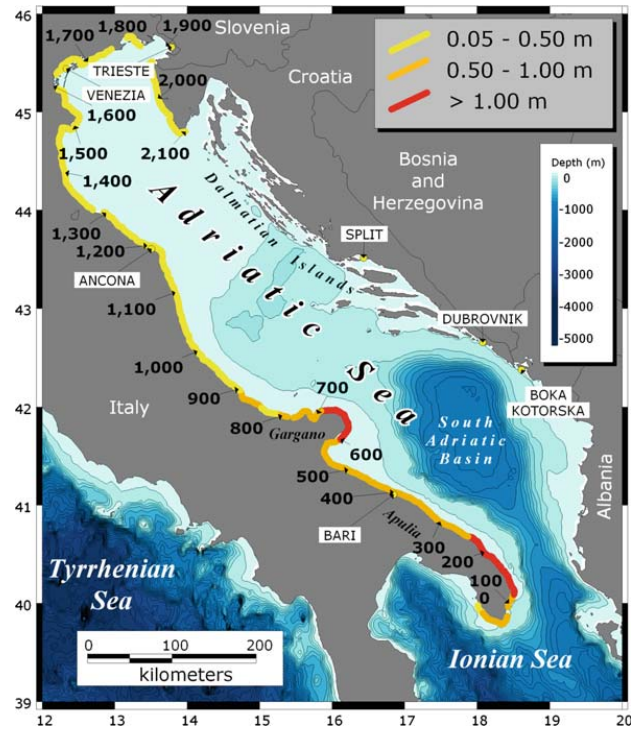 46
45
44
43
42
41
40
39
12
13
14
15
16
17
18
19
Slovenia
Croatia
Bosnia
and
Herzegovina
Albania
Italy
0.05 - 0.50 m
0.50 - 1.00 m
> 1.00 m
Depth (m)
0
-1000
-2000
-3000
-4000
-5000
1,700
1,800
1,900
TRIESTE
VENEZIA
2,000
1,600
1,500
2,100
1,400
1,300
1,200
ANCONA
1,100
1,000
900
800
700
600
500
400
300
200
100
0
Adriatic Sea
Dalmatian
Islands
SPLIT
DUBROVNIK
BOKA
KOTORSKA
South
Adriatic
Basin
Gargano
BARI
Apulia
Tyrrhenian
Sea
Ionian Sea
0
100
200
kilometers